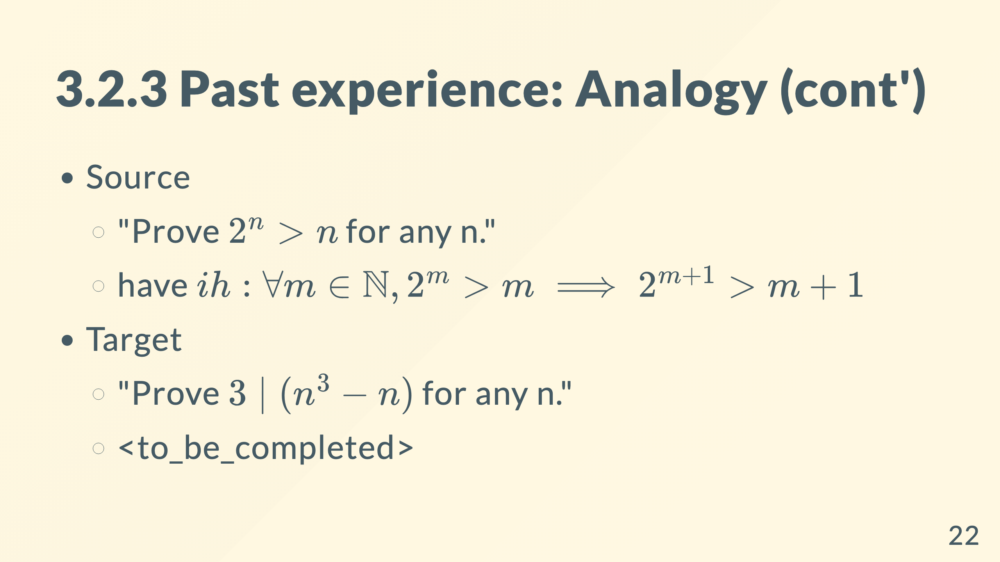 3.2.3 Past experience: Analogy (cont')
• Source
○ "Prove $2^n > n$ for any n."
○ have $ih : \forall m \in \mathbb{N}, 2^m > m \implies 2^{m+1} > m + 1$
• Target
○ "Prove $3 \mid (n^3 - n)$ for any n."
○ <to_be_completed>
22